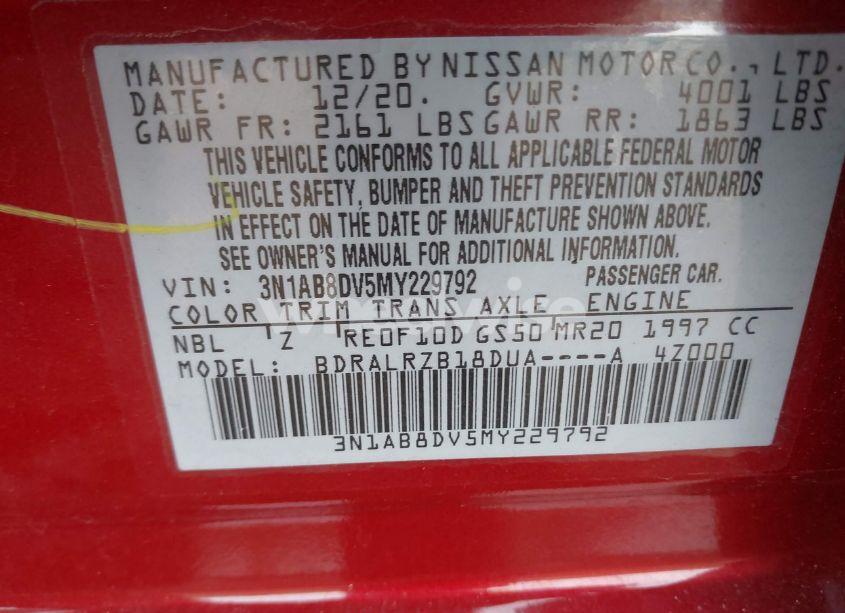 MANUFACTURED BY NISSAN MOTOR CO., LTD.
DATE: 12/20. GVWR: 4001 LBS
GAWR FR: 2161 LBS GAWR RR: 1863 LBS
THIS VEHICLE CONFORMS TO ALL APPLICABLE FEDERAL MOTOR
VEHICLE SAFETY, BUMPER AND THEFT PREVENTION STANDARDS
IN EFFECT ON THE DATE OF MANUFACTURE SHOWN ABOVE.
SEE OWNER'S MANUAL FOR ADDITIONAL INFORMATION.
VIN: 3N1AB8DV5MY229792 PASSENGER CAR.
COLOR TRIM TRANS AXLE ENGINE
NBL Z RE0F10D GS50 MR20 1997 CC
MODEL: BDRALRZB18DUA----A 4Z000
3N1AB8DV5MY229792